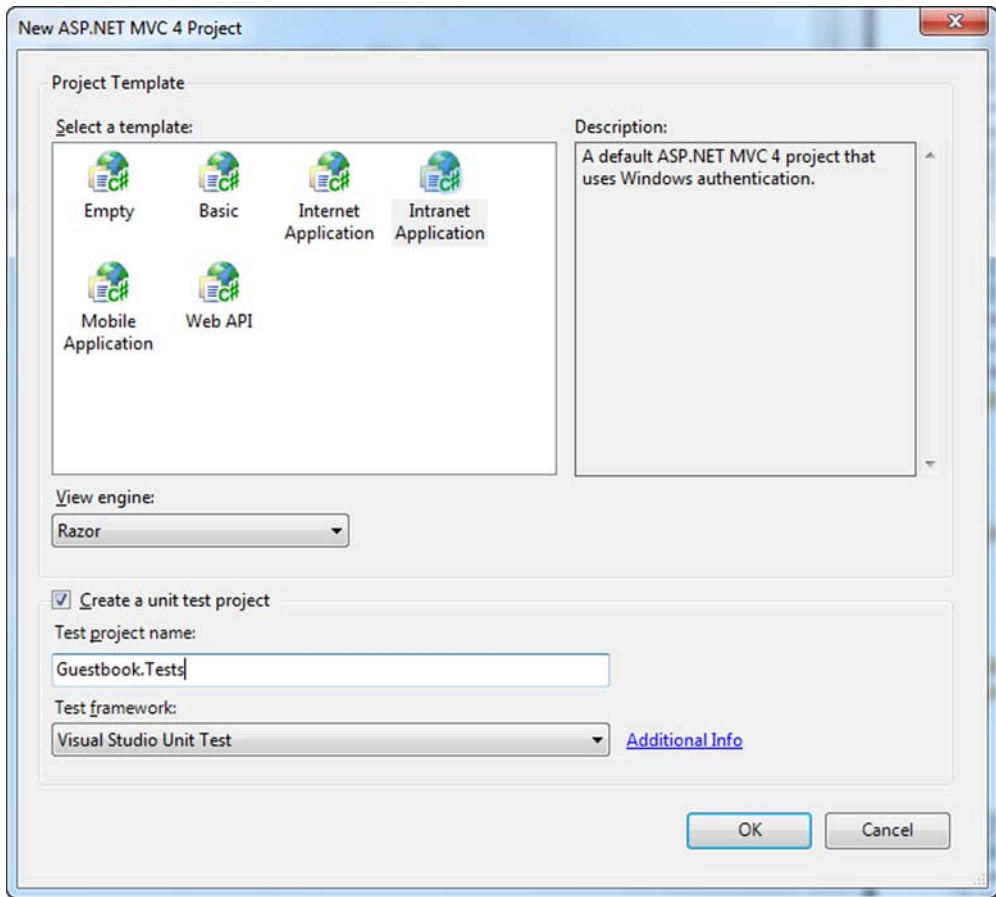 New ASP.NET MVC 4 Project
Project Template
Select a template:
Empty
Basic
Internet
Application
Intranet
Application
Mobile
Application
Web API
Description:
A default ASP.NET MVC 4 project that
uses Windows authentication.
View engine:
Razor
Create a unit test project
Test project name:
Guestbook.Tests
Test framework:
Visual Studio Unit Test
Additional Info
OK
Cancel